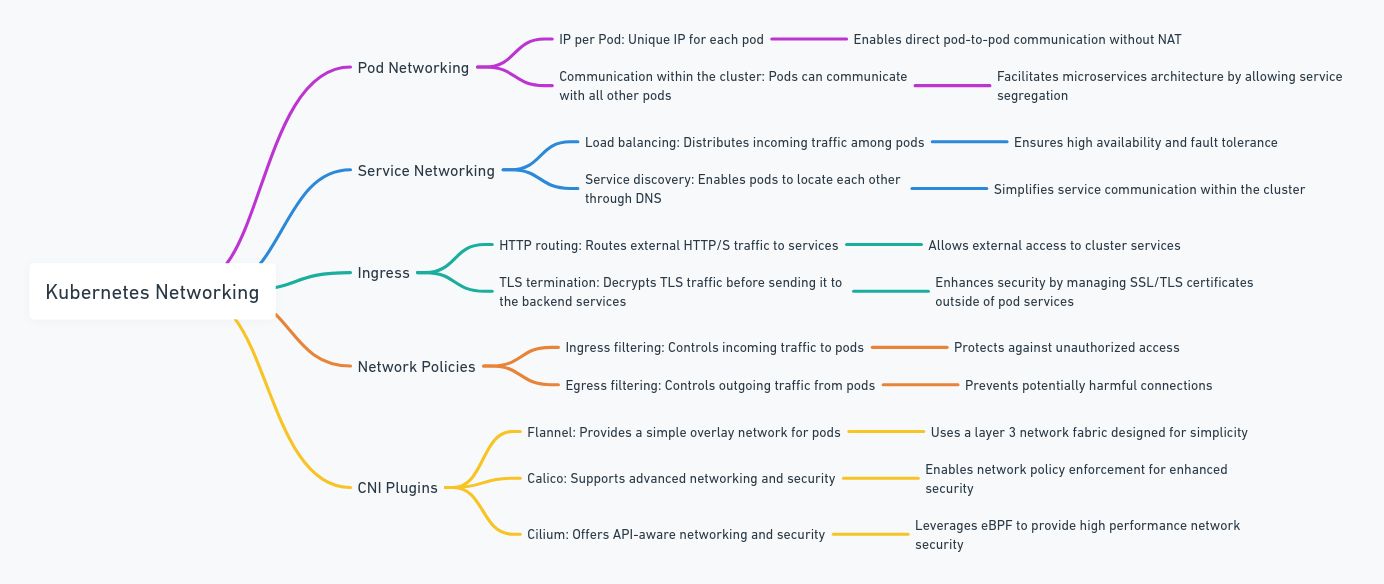 Kubernetes Networking
Pod Networking
IP per Pod: Unique IP for each pod
Enables direct pod-to-pod communication without NAT
Communication within the cluster: Pods can communicate
with all other pods
Facilitates microservices architecture by allowing service
segregation
Service Networking
Load balancing: Distributes incoming traffic among pods
Ensures high availability and fault tolerance
Service discovery: Enables pods to locate each other
through DNS
Simplifies service communication within the cluster
Ingress
HTTP routing: Routes external HTTP/S traffic to services
Allows external access to cluster services
TLS termination: Decrypts TLS traffic before sending it to
the backend services
Enhances security by managing SSL/TLS certificates
outside of pod services
Network Policies
Ingress filtering: Controls incoming traffic to pods
Protects against unauthorized access
Egress filtering: Controls outgoing traffic from pods
Prevents potentially harmful connections
CNI Plugins
Flannel: Provides a simple overlay network for pods
Uses a layer 3 network fabric designed for simplicity
Calico: Supports advanced networking and security
Enables network policy enforcement for enhanced
security
Cilium: Offers API-aware networking and security
Leverages eBPF to provide high performance network
security